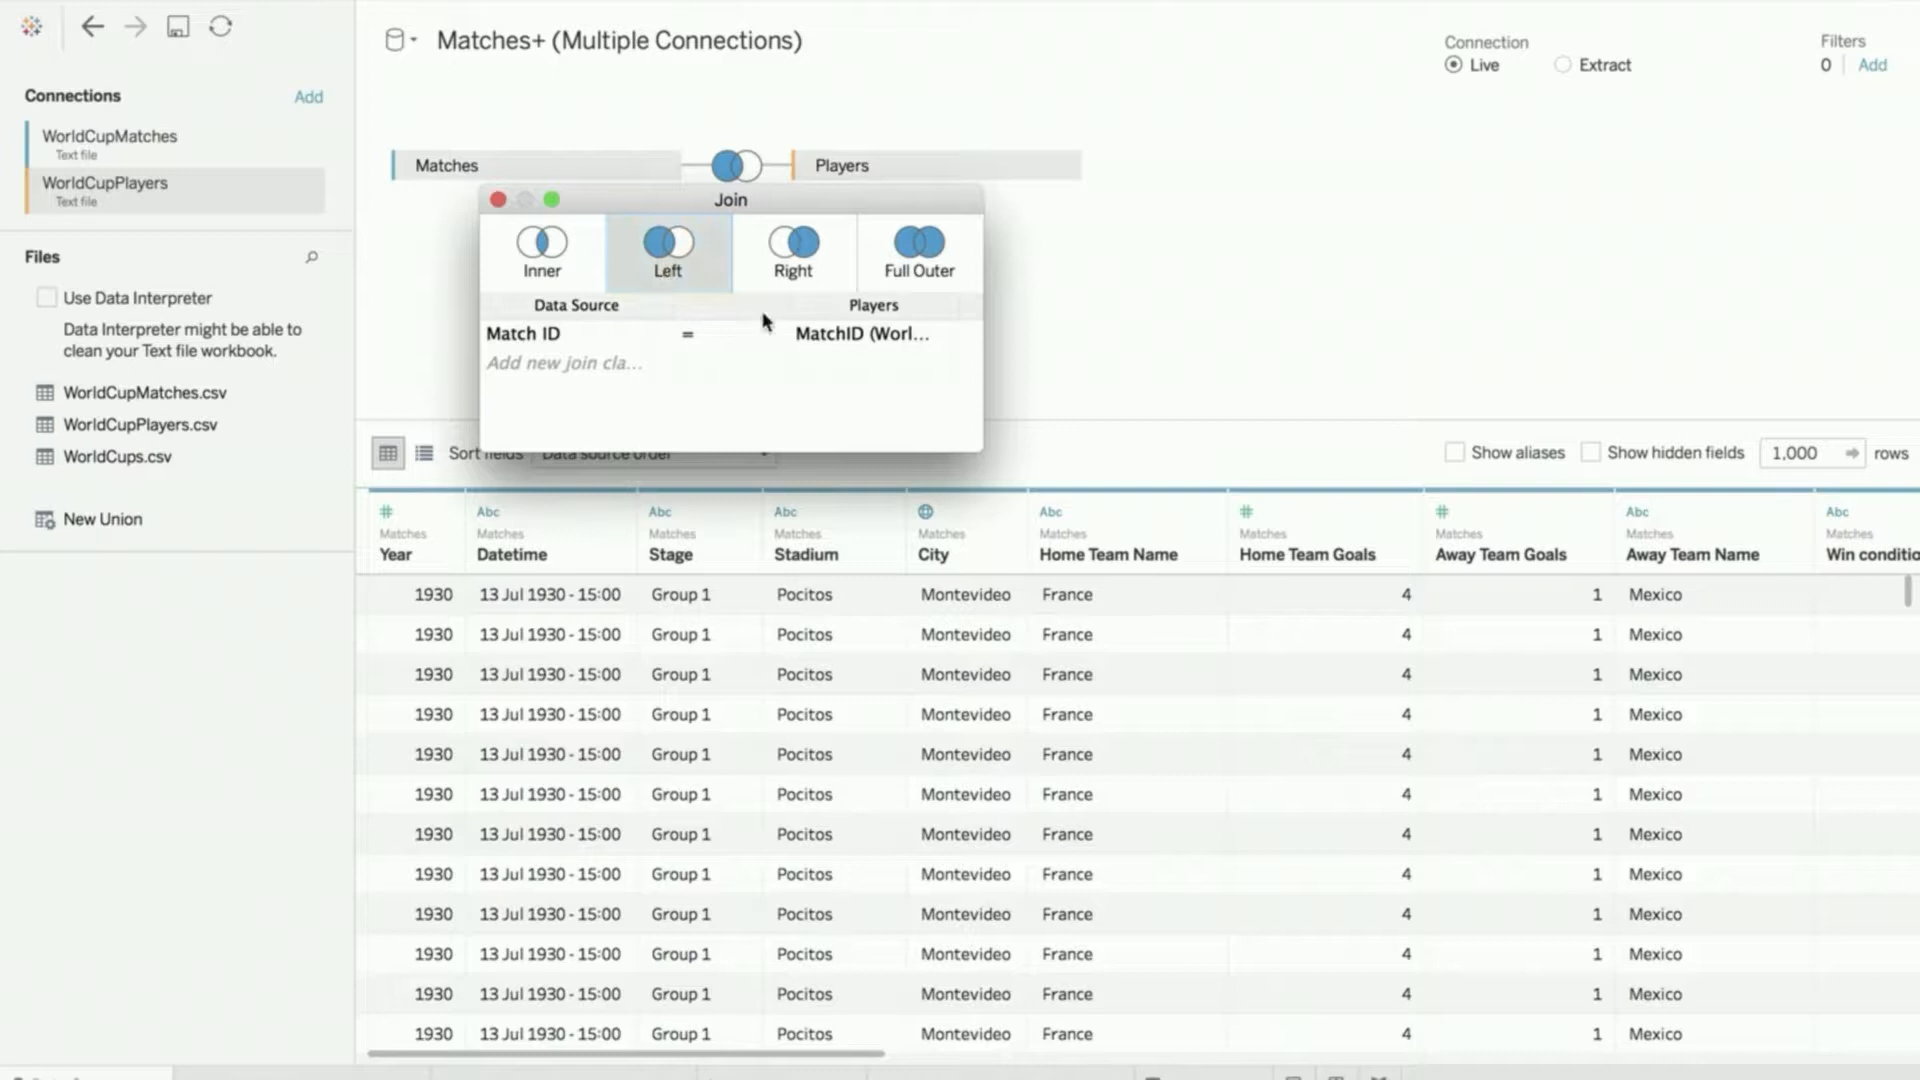 Matches+ (Multiple Connections)
Connection
Live
Extract
Filters
0
Add
Connections
Add
WorldCupMatches
Text file
WorldCupPlayers
Text file
Files
Use Data Interpreter
Data Interpreter might be able to
clean your Text file workbook.
WorldCupMatches.csv
WorldCupPlayers.csv
WorldCups.csv
New Union
Matches
Players
Join
Inner
Left
Right
Full Outer
Data Source
Players
Match ID
=
MatchID (Worl...
Add new join cla...
Sort fields
Data source order
Show aliases
Show hidden fields
1,000
rows
# Abc Abc Abc Abc # # Abc Abc
Matches Matches Matches Matches Matches Matches Matches Matches Matches Matches
Year Datetime Stage Stadium City Home Team Name Home Team Goals Away Team Goals Away Team Name Win conditio
1930 13 Jul 1930 - 15:00 Group 1 Pocitos Montevideo France 4 1 Mexico
1930 13 Jul 1930 - 15:00 Group 1 Pocitos Montevideo France 4 1 Mexico
1930 13 Jul 1930 - 15:00 Group 1 Pocitos Montevideo France 4 1 Mexico
1930 13 Jul 1930 - 15:00 Group 1 Pocitos Montevideo France 4 1 Mexico
1930 13 Jul 1930 - 15:00 Group 1 Pocitos Montevideo France 4 1 Mexico
1930 13 Jul 1930 - 15:00 Group 1 Pocitos Montevideo France 4 1 Mexico
1930 13 Jul 1930 - 15:00 Group 1 Pocitos Montevideo France 4 1 Mexico
1930 13 Jul 1930 - 15:00 Group 1 Pocitos Montevideo France 4 1 Mexico
1930 13 Jul 1930 - 15:00 Group 1 Pocitos Montevideo France 4 1 Mexico
1930 13 Jul 1930 - 15:00 Group 1 Pocitos Montevideo France 4 1 Mexico
1930 13 Jul 1930 - 15:00 Group 1 Pocitos Montevideo France 4 1 Mexico
1930 13 Jul 1930 - 15:00 Group 1 Pocitos Montevideo France 4 1 Mexico